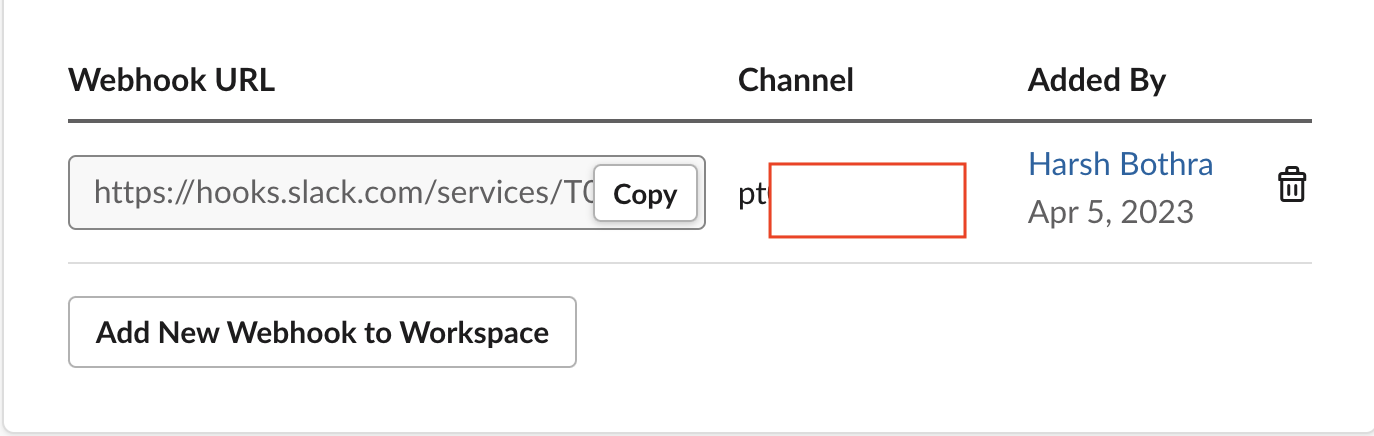 Webhook URL Channel Added By
https://hooks.slack.com/services/T0 Copy pt Harsh Bothra
Apr 5, 2023
Add New Webhook to Workspace